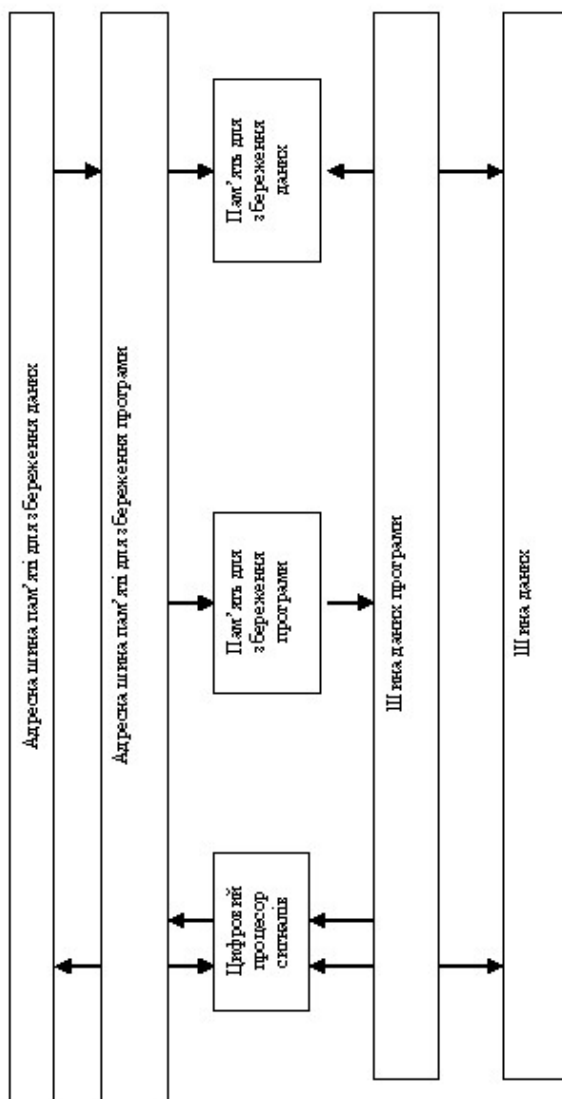 Адресна шина пам'яті для збереження даних
Адресна шина пам'яті для збереження програми
Цифровий
процесор
сигналів
Пам'ять для
збереження
програми
Пам'ять для
збереження
даних
Шина даних програми
Шина даних